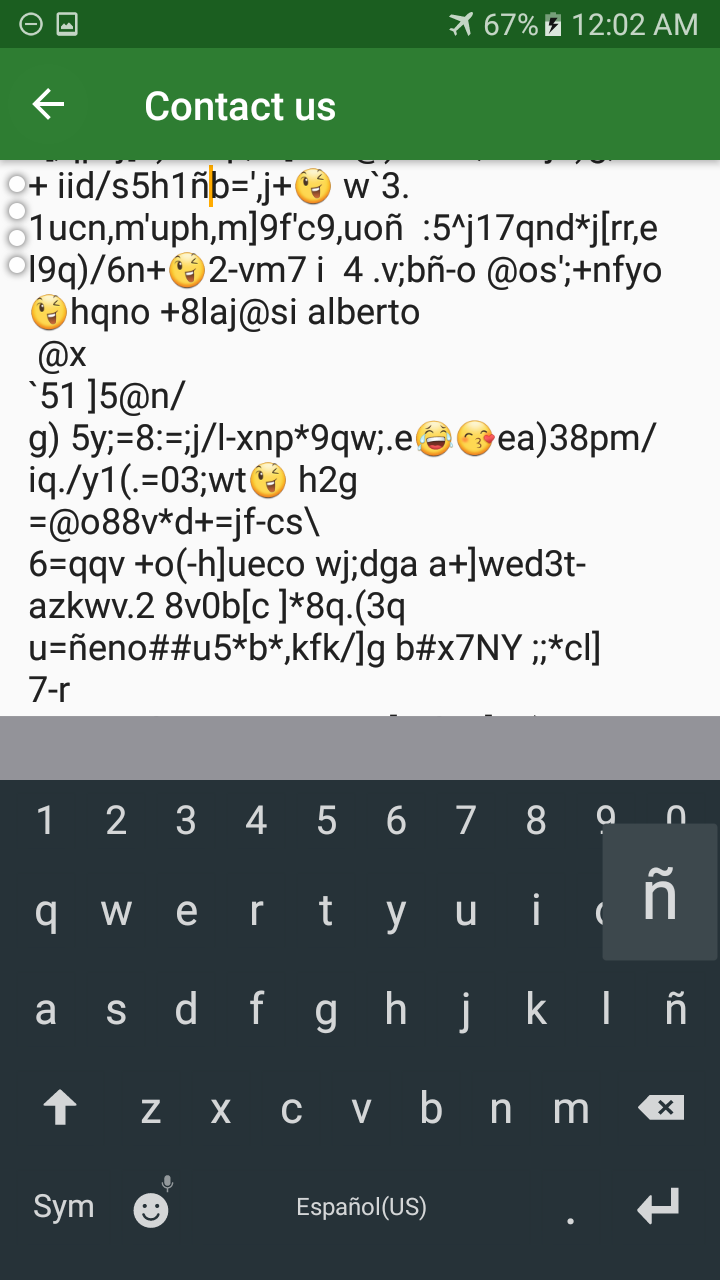 67% 12:02 AM
Contact us
+ iid/s5h1ñb=',j+😉 w`3.
1ucn,m'uph,m]9f'c9,uoñ  :5^j17qnd*j[rr,e
l9q)/6n+😉2-vm7 i  4 .v;bñ-o @os';+nfyo
😉hqno +8laj@si alberto
@x
`51 ]5@n/
g) 5y;=8:=;j/l-xnp*9qw;.e😂😘ea)38pm/
iq./y1(.=03;wt😉 h2g
=@o88v*d+=jf-cs\
6=qqv +o(-h]ueco wj;dga a+]wed3t-
azkwv.2 8v0b[c ]*8q.(3q
u=ñeno##u5*b*,kfk/]g b#x7NY ;;*cl]
7-r
1 2 3 4 5 6 7 8 9 0
q w e r t y u i
ñ
a s d f g h j k l ñ
z x c v b n m
Sym Español(US) .